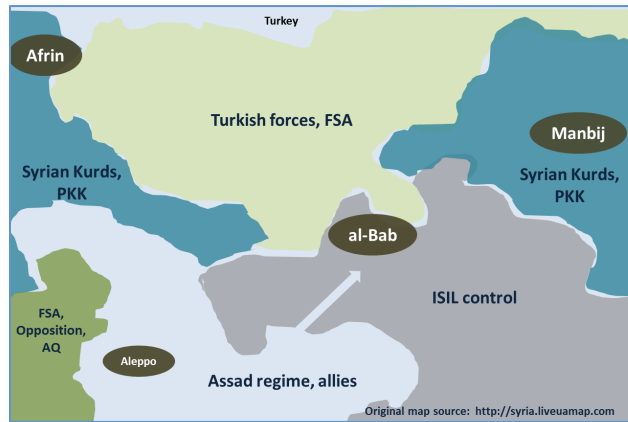 Turkey
Afrin
Turkish forces, FSA
Manbij
Syrian Kurds,
PKK
Syrian Kurds,
PKK
al-Bab
ISIL control
FSA,
Opposition,
AQ
Aleppo
Assad regime, allies
Original map source:  http://syria.liveuamap.com